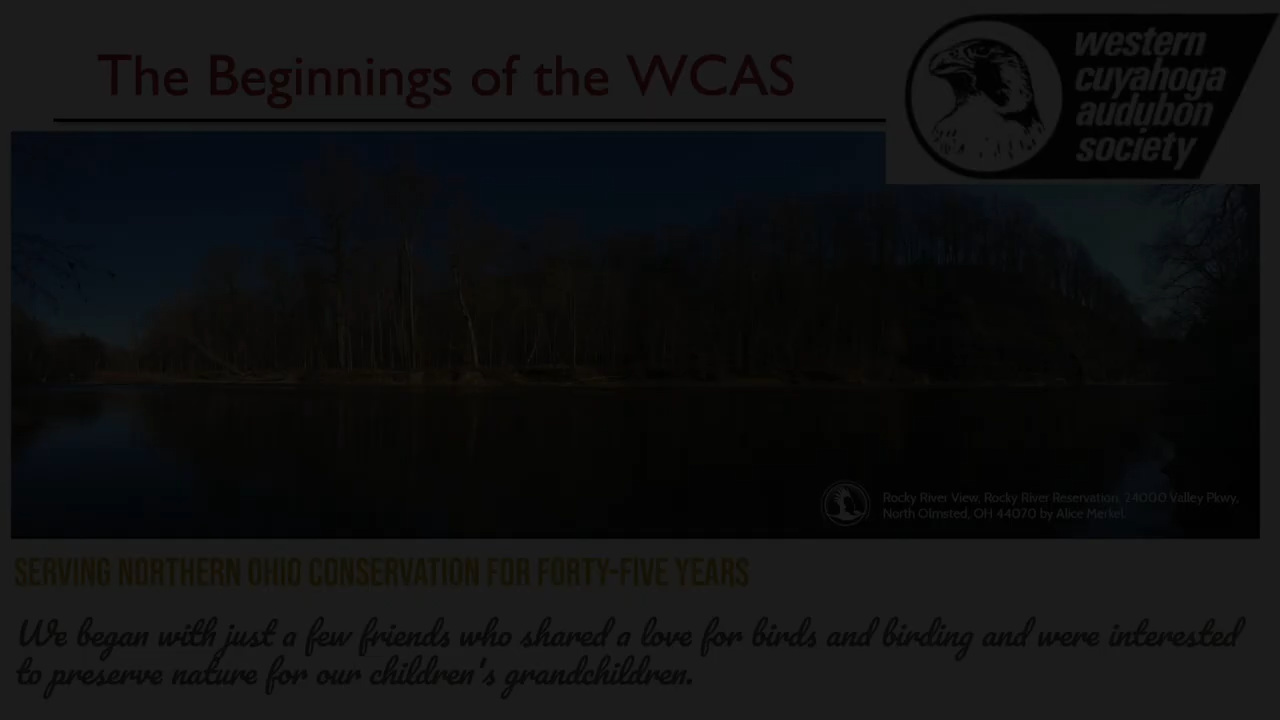 The Beginnings of the WCAS
western
cuyahoga
audubon
society
Rocky River View, Rocky River Reservation, 24000 Valley Pkwy,
North Olmsted, OH 44070 by Alice Merkel.
SERVING NORTHERN OHIO CONSERVATION FOR FORTY-FIVE YEARS
We began with just a few friends who shared a love for birds and birding and were interested
to preserve nature for our children's grandchildren.